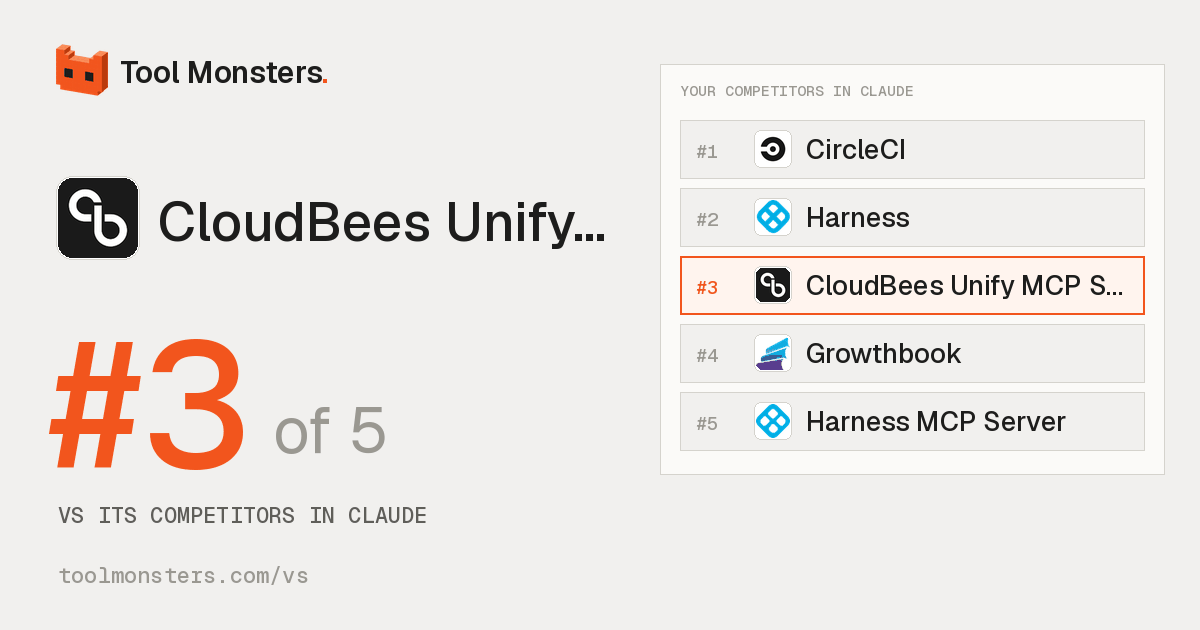 Tool Monsters.
CloudBees Unify...
#3 of 5
VS ITS COMPETITORS IN CLAUDE
toolmonsters.com/vs
YOUR COMPETITORS IN CLAUDE
#1 CircleCI
#2 Harness
#3 CloudBees Unify MCP S...
#4 Growthbook
#5 Harness MCP Server